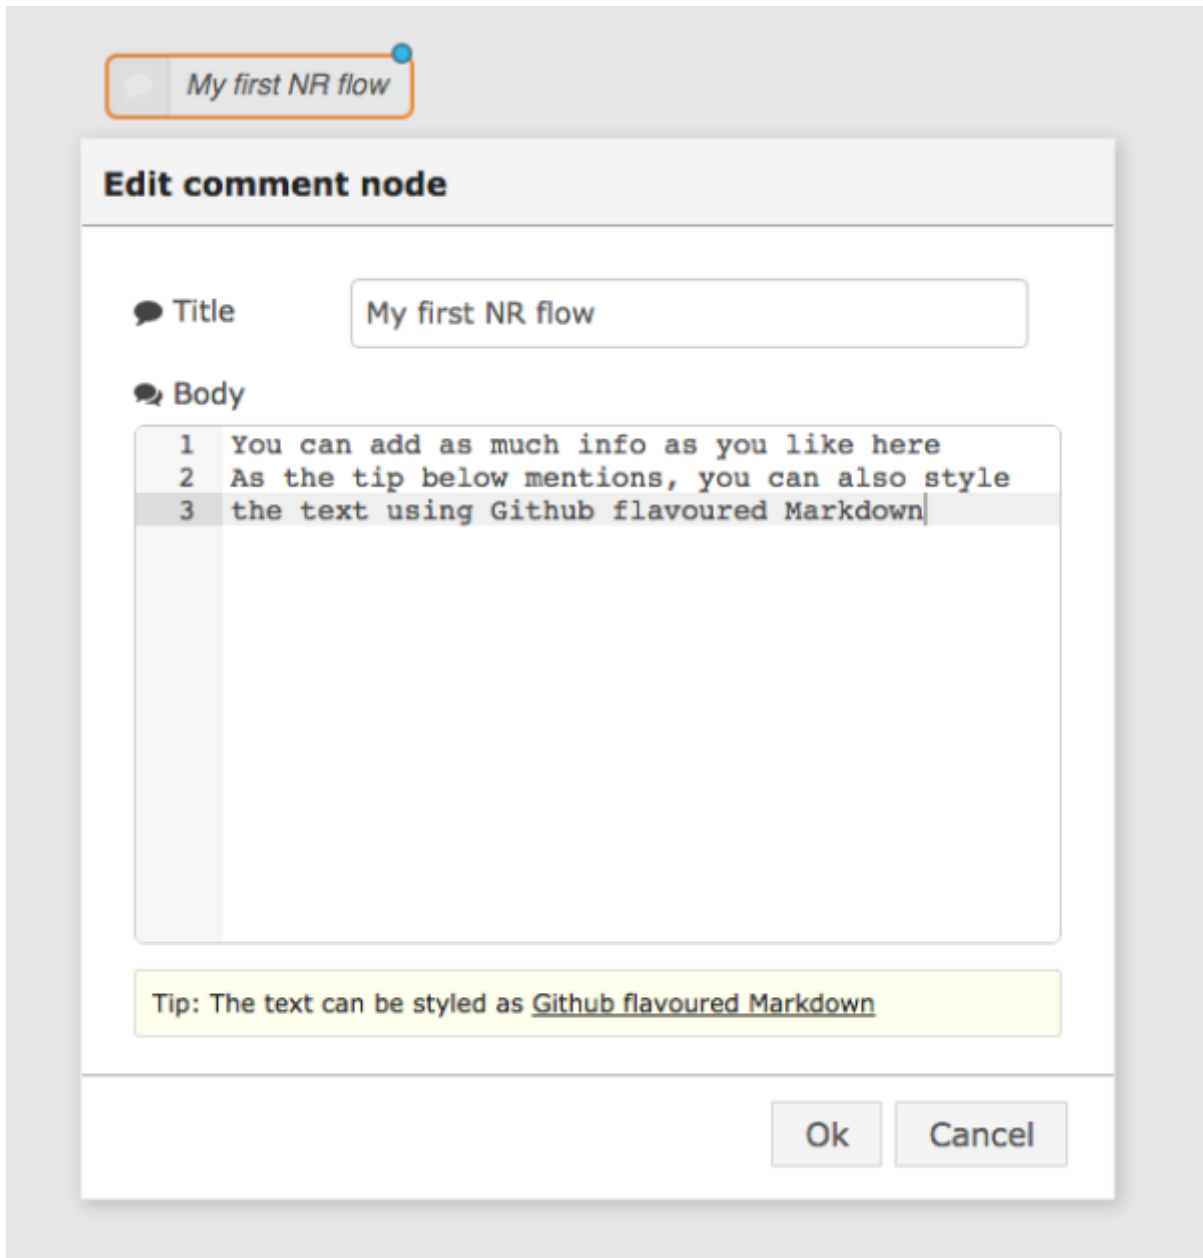 My first NR flow
Edit comment node
Title
My first NR flow
Body
1 You can add as much info as you like here
2 As the tip below mentions, you can also style
3 the text using Github flavoured Markdown
Tip: The text can be styled as Github flavoured Markdown
Ok Cancel